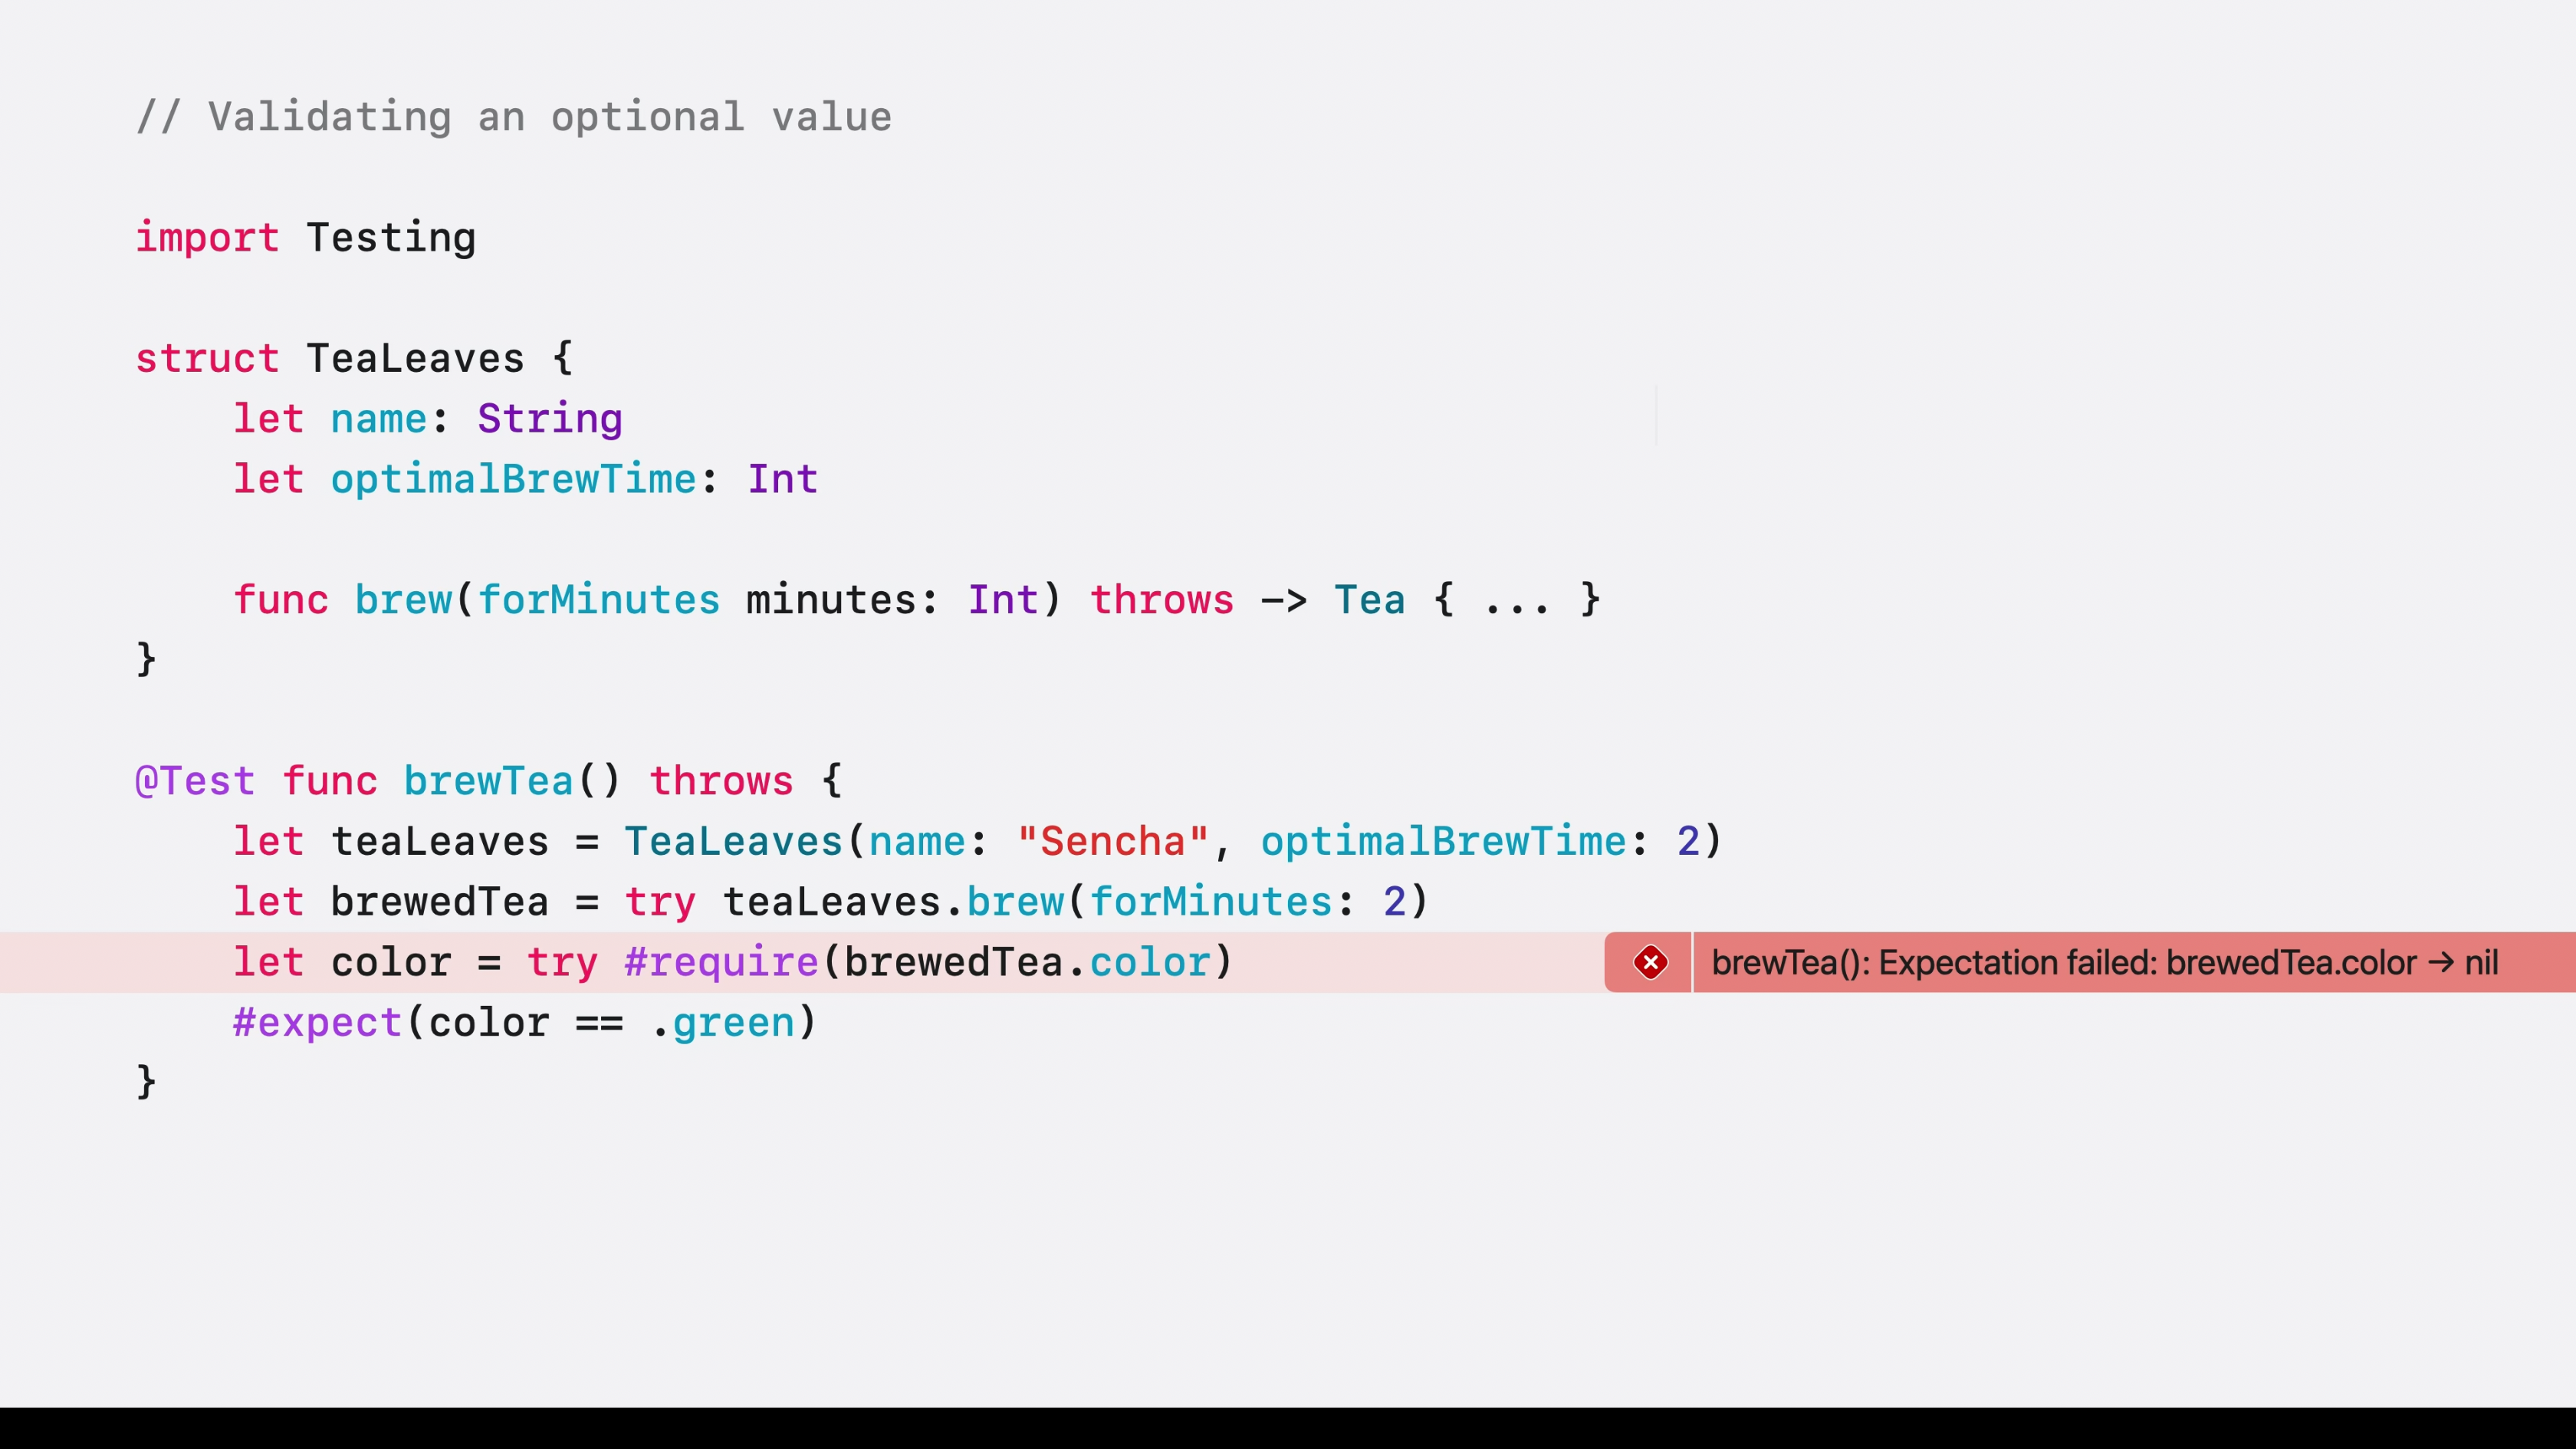 // Validating an optional value
import Testing
struct TeaLeaves {
    let name: String
    let optimalBrewTime: Int
    func brew(forMinutes minutes: Int) throws -> Tea { ... }
}
@Test func brewTea() throws {
    let teaLeaves = TeaLeaves(name: "Sencha", optimalBrewTime: 2)
    let brewedTea = try teaLeaves.brew(forMinutes: 2)
    let color = try #require(brewedTea.color)
brewTea(): Expectation failed: brewedTea.color → nil
    #expect(color == .green)
}